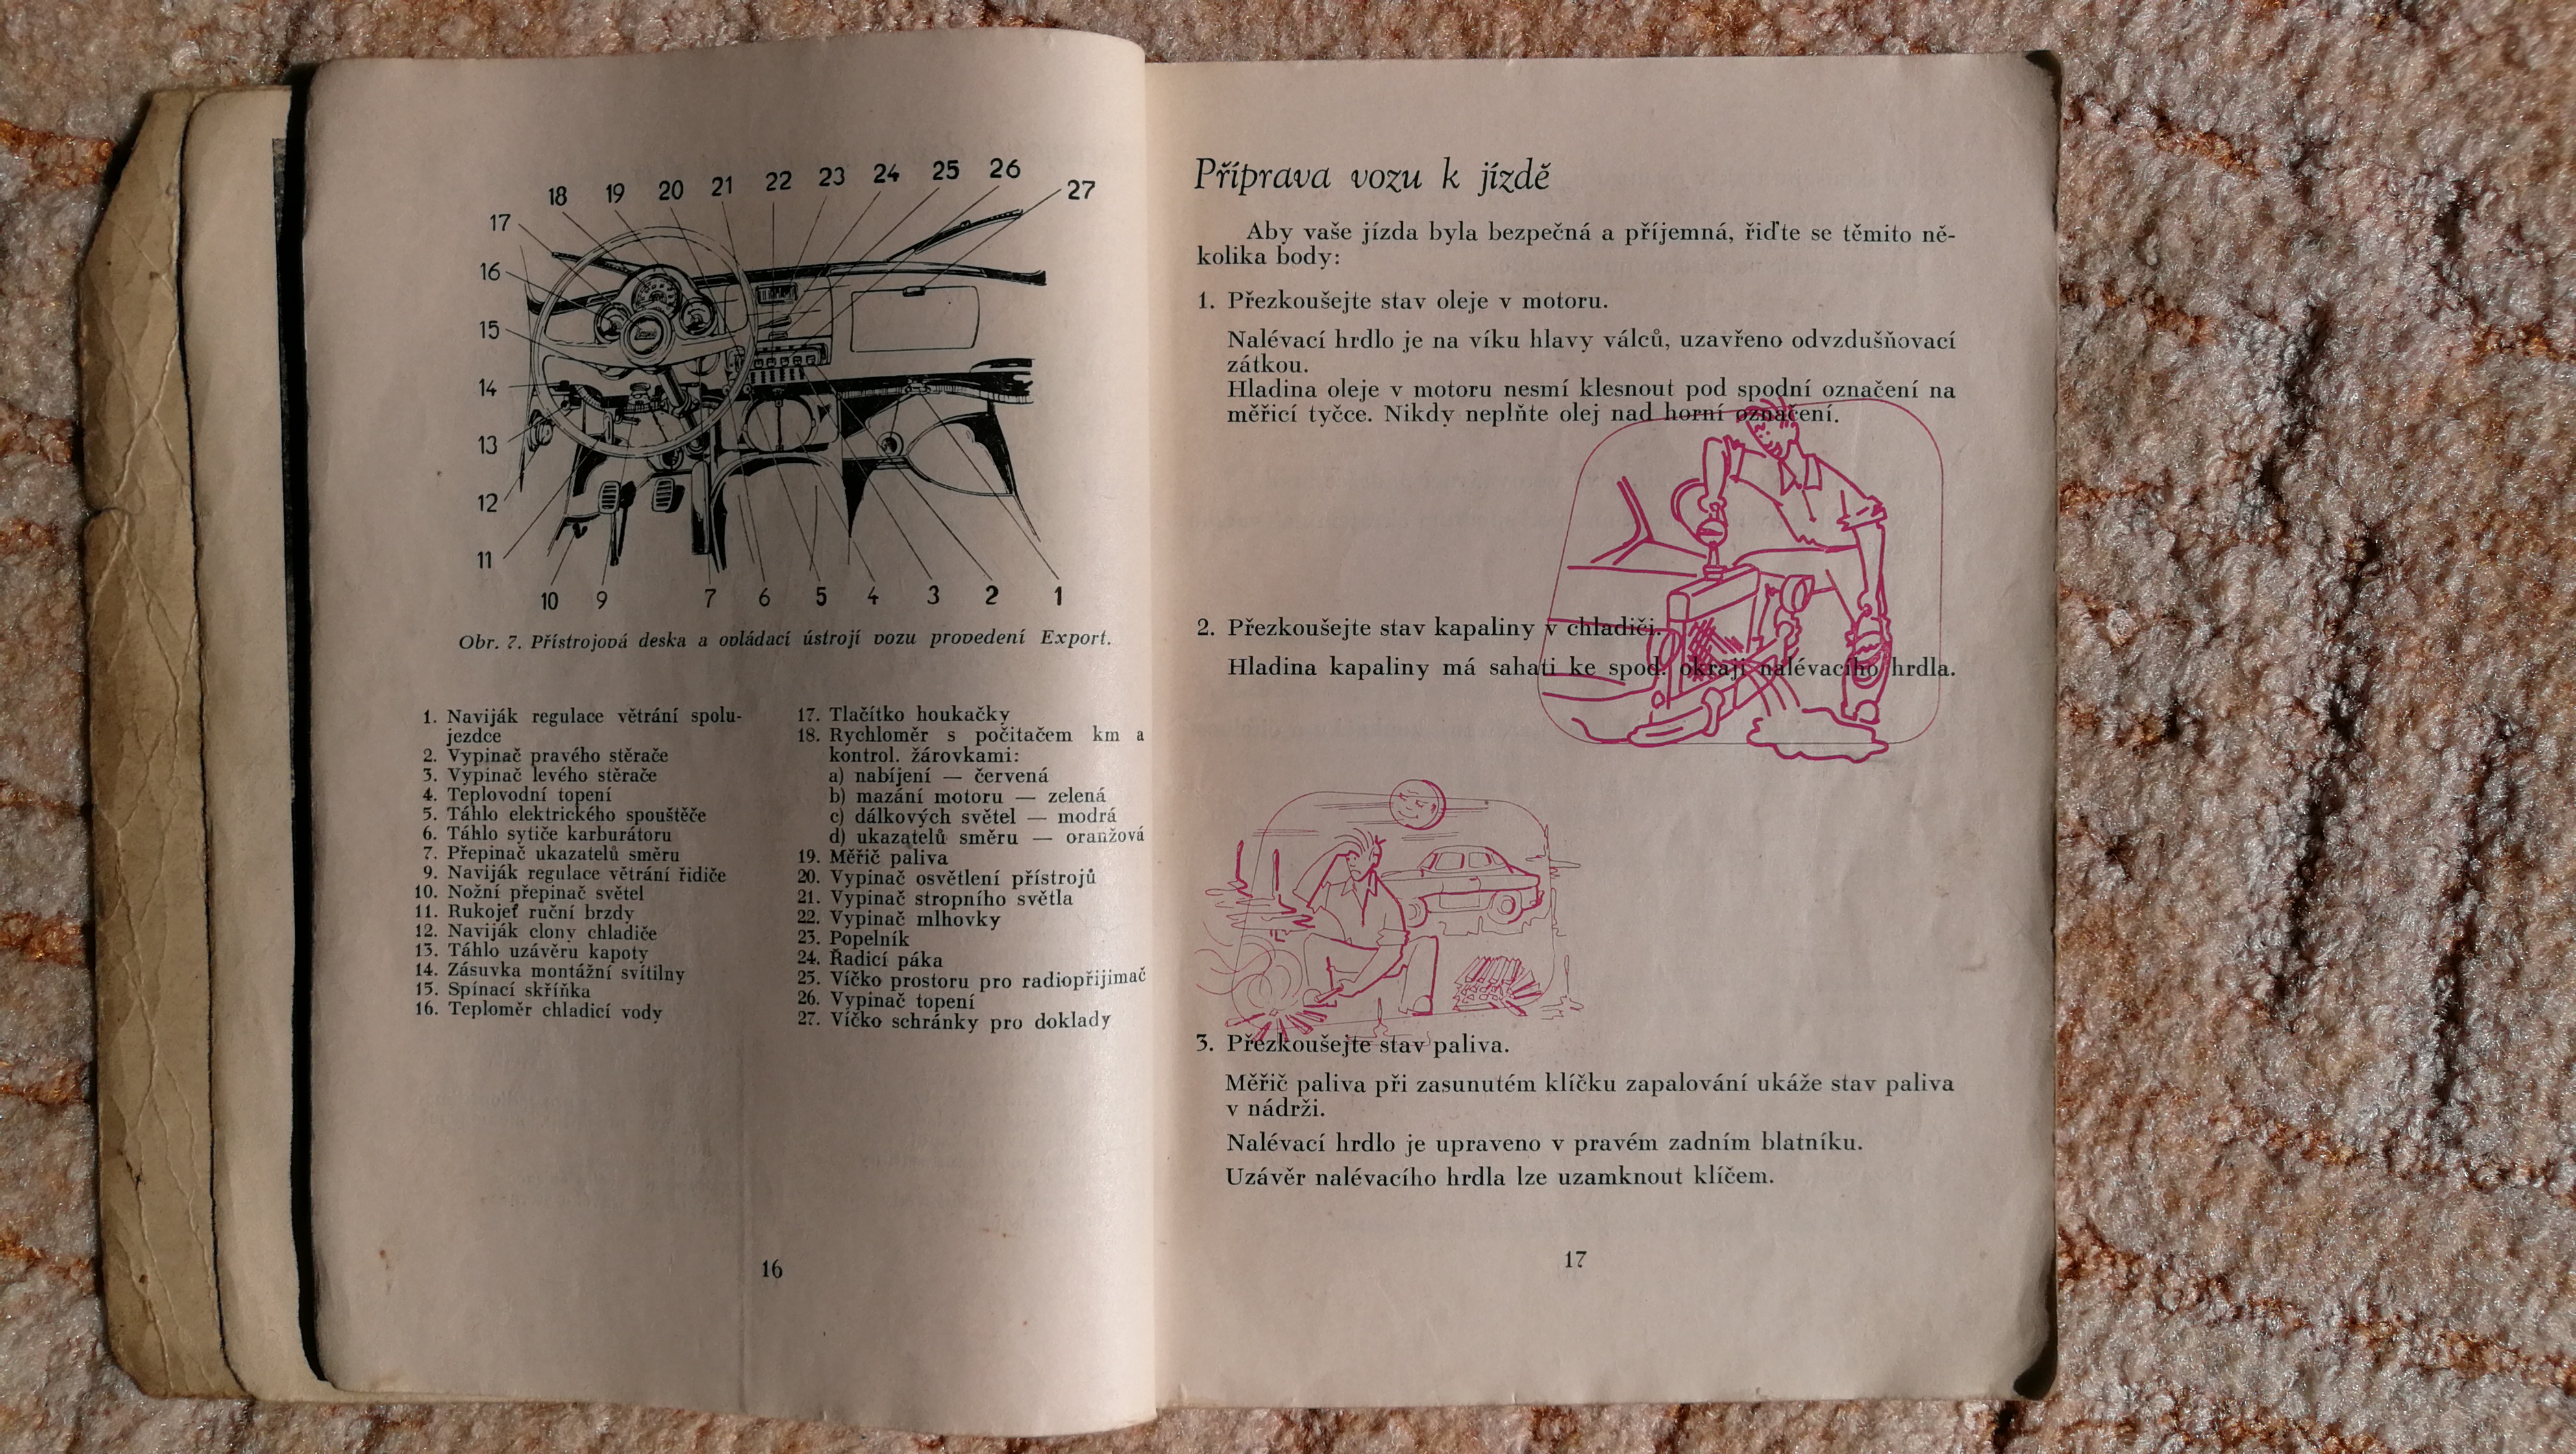 18 19 20 21 22 23 24 25 26
17 27
16
15
14
13
12
11
10 9 7 6 5 4 3 2 1
Obr. 7. Přístrojová deska a ovládací ústrojí vozu provedení Export.
1. Naviják regulace větrání spolu-
jezdce
2. Vypinač pravého stěrače
3. Vypinač levého stěrače
4. Teplovodní topení
5. Táhlo elektrického spouštěče
6. Táhlo sytiče karburátoru
7. Přepinač ukazatelů směru
9. Naviják regulace větrání řidiče
10. Nožní přepinač světel
11. Rukojeť ruční brzdy
12. Naviják clony chladiče
13. Táhlo uzávěru kapoty
14. Zásuvka montážní svítilny
15. Spínací skříňka
16. Teploměr chladicí vody
17. Tlačítko houkačky
18. Rychloměr s počitačem km a
kontrol. žárovkami:
a) nabíjení — červená
b) mazání motoru — zelená
c) dálkových světel — modrá
d) ukazatelů směru — oranžová
19. Měřič paliva
20. Vypinač osvětlení přístrojů
21. Vypinač stropního světla
22. Vypinač mlhovky
23. Popelník
24. Řadicí páka
25. Víčko prostoru pro radiopřijimač
26. Vypinač topení
27. Víčko schránky pro doklady
16
Příprava vozu k jízdě
Aby vaše jízda byla bezpečná a příjemná, řiďte se těmito ně-
kolika body:
1. Přezkoušejte stav oleje v motoru.
Nalévací hrdlo je na víku hlavy válců, uzavřeno odvzdušňovací
zátkou.
Hladina oleje v motoru nesmí klesnout pod spodní označení na
měřicí tyčce. Nikdy neplňte olej nad horní označení.
2. Přezkoušejte stav kapaliny v chladiči.
Hladina kapaliny má sahati ke spod. okraji nalévacího hrdla.
3. Přezkoušejte stav paliva.
Měřič paliva při zasunutém klíčku zapalování ukáže stav paliva
v nádrži.
Nalévací hrdlo je upraveno v pravém zadním blatníku.
Uzávěr nalévacího hrdla lze uzamknout klíčem.
17